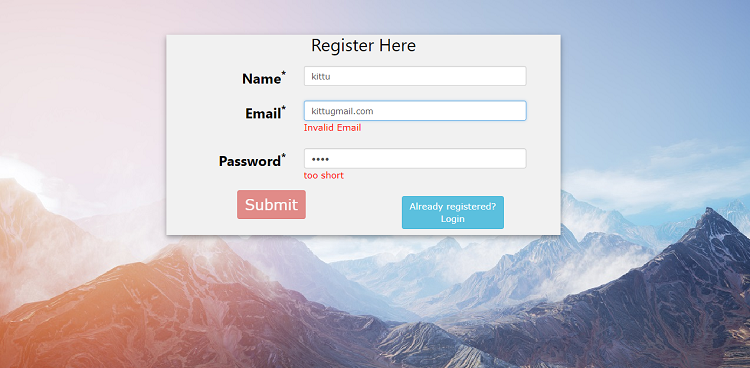 Register Here
Name*
kittu
Email*
kittugmail.com
Invalid Email
Password*
••••
too short
Submit
Already registered?
Login